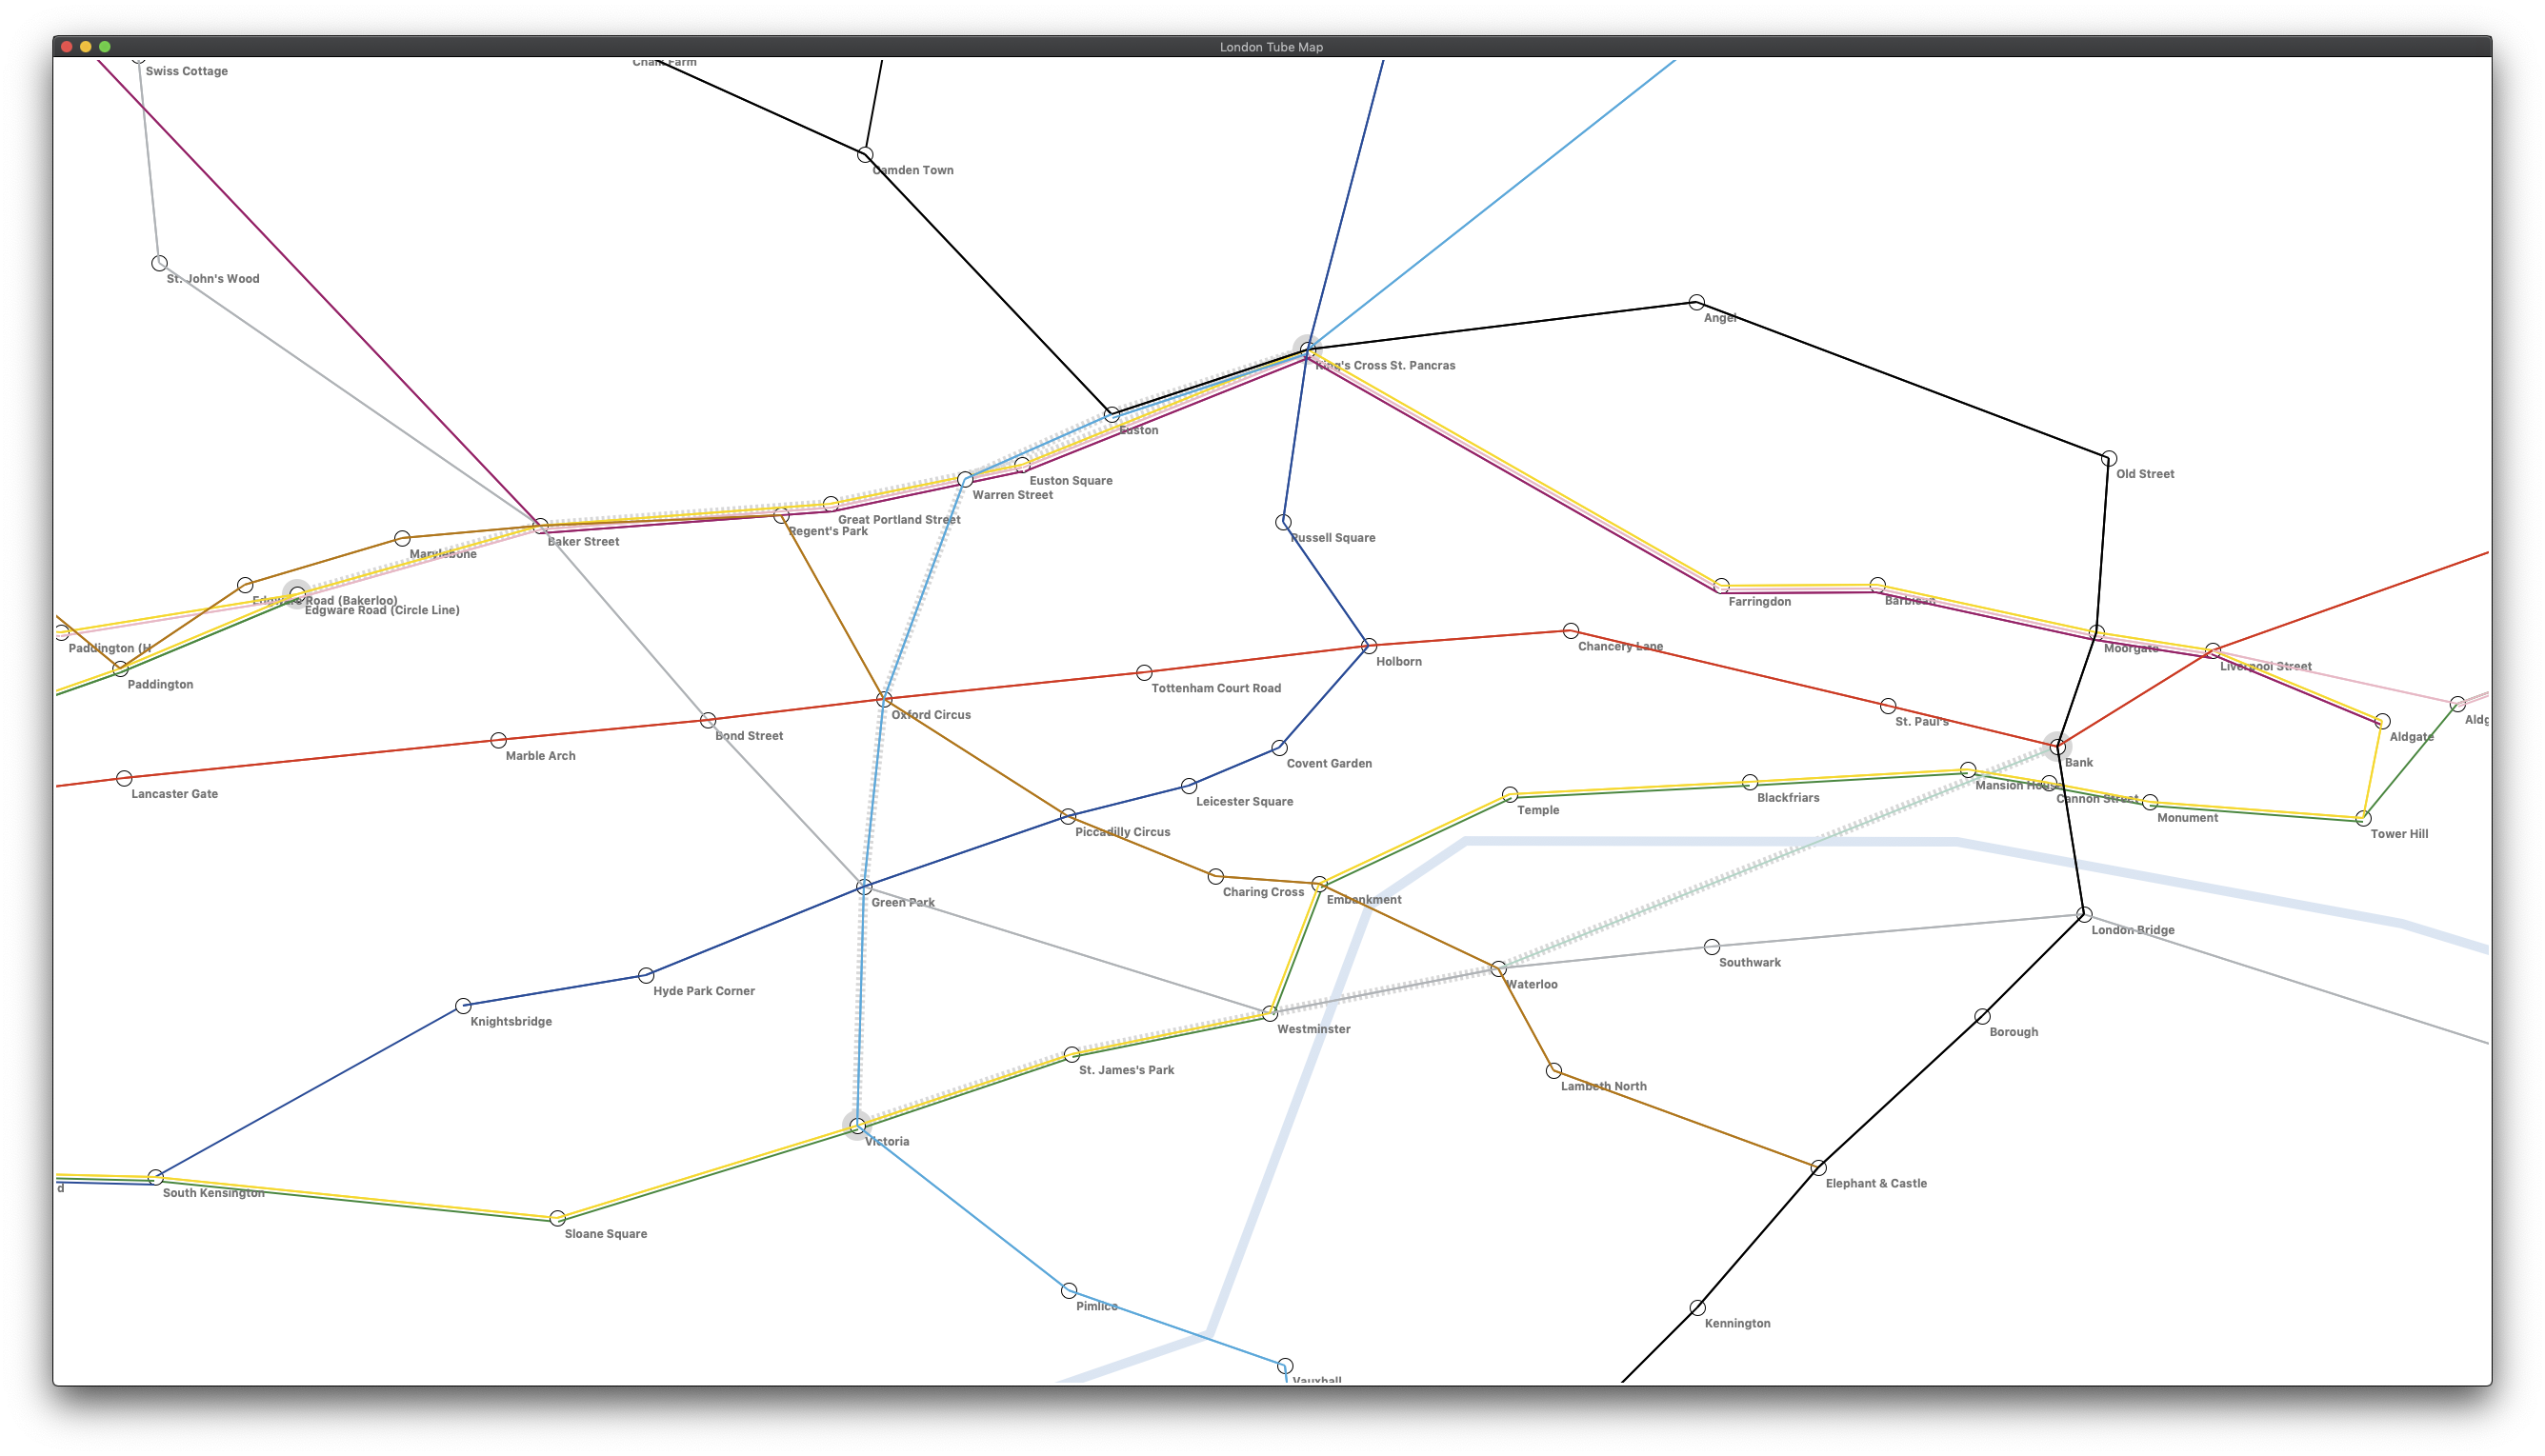 London Tube Map
Chalk Farm
Swiss Cottage
Camden Town
St. John's Wood
Angel
King's Cross St. Pancras
Euston
Old Street
Euston Square
Warren Street
Great Portland Street
Regent's Park
Russell Square
Baker Street
Marylebone
Edgware Road (Bakerloo)
Farringdon
Barbican
Edgware Road (Circle Line)
Paddington (H
Chancery Lane
Moorgate
Holborn
Liverpool Street
Paddington
Tottenham Court Road
Oxford Circus
Aldg
St. Paul's
Bond Street
Aldgate
Marble Arch
Covent Garden
Bank
Mansion House
Lancaster Gate
Blackfriars
Cannon Street
Leicester Square
Temple
Monument
Piccadilly Circus
Tower Hill
Charing Cross
Embankment
Green Park
London Bridge
Southwark
Waterloo
Hyde Park Corner
Knightsbridge
Westminster
Borough
St. James's Park
Lambeth North
Victoria
Elephant & Castle
d
South Kensington
Sloane Square
Pimlico
Kennington
Vauxhall